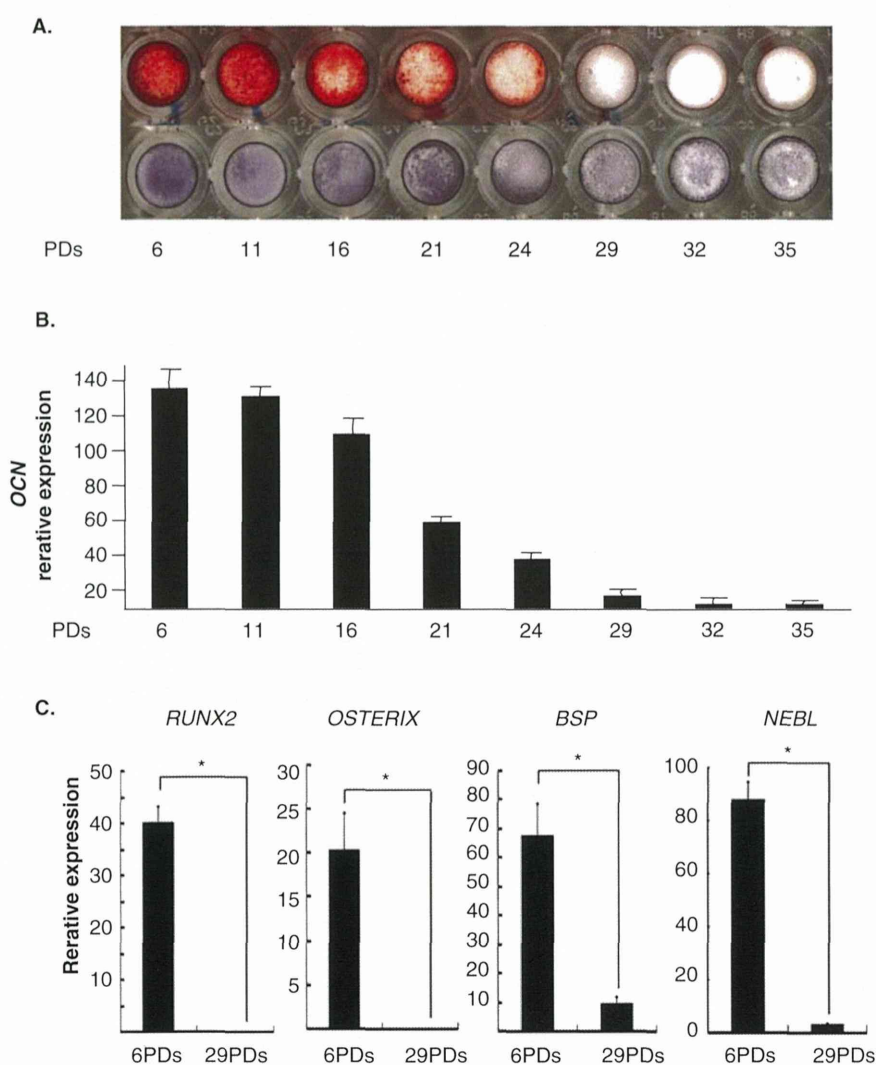 A.
PDs 6 11 16 21 24 29 32 35
B.
OCN
rerative expression
140
120
100
80
60
40
20
PDs 6 11 16 21 24 29 32 35
C.
RUNX2 OSTERIX BSP NEBL
Rerative expression
50
40
30
20
10
6PDs 29PDs
*
30
25
20
15
10
5
6PDs 29PDs
*
90
80
70
60
50
40
30
20
10
6PDs 29PDs
*
100
80
60
40
20
0
6PDs 29PDs
*